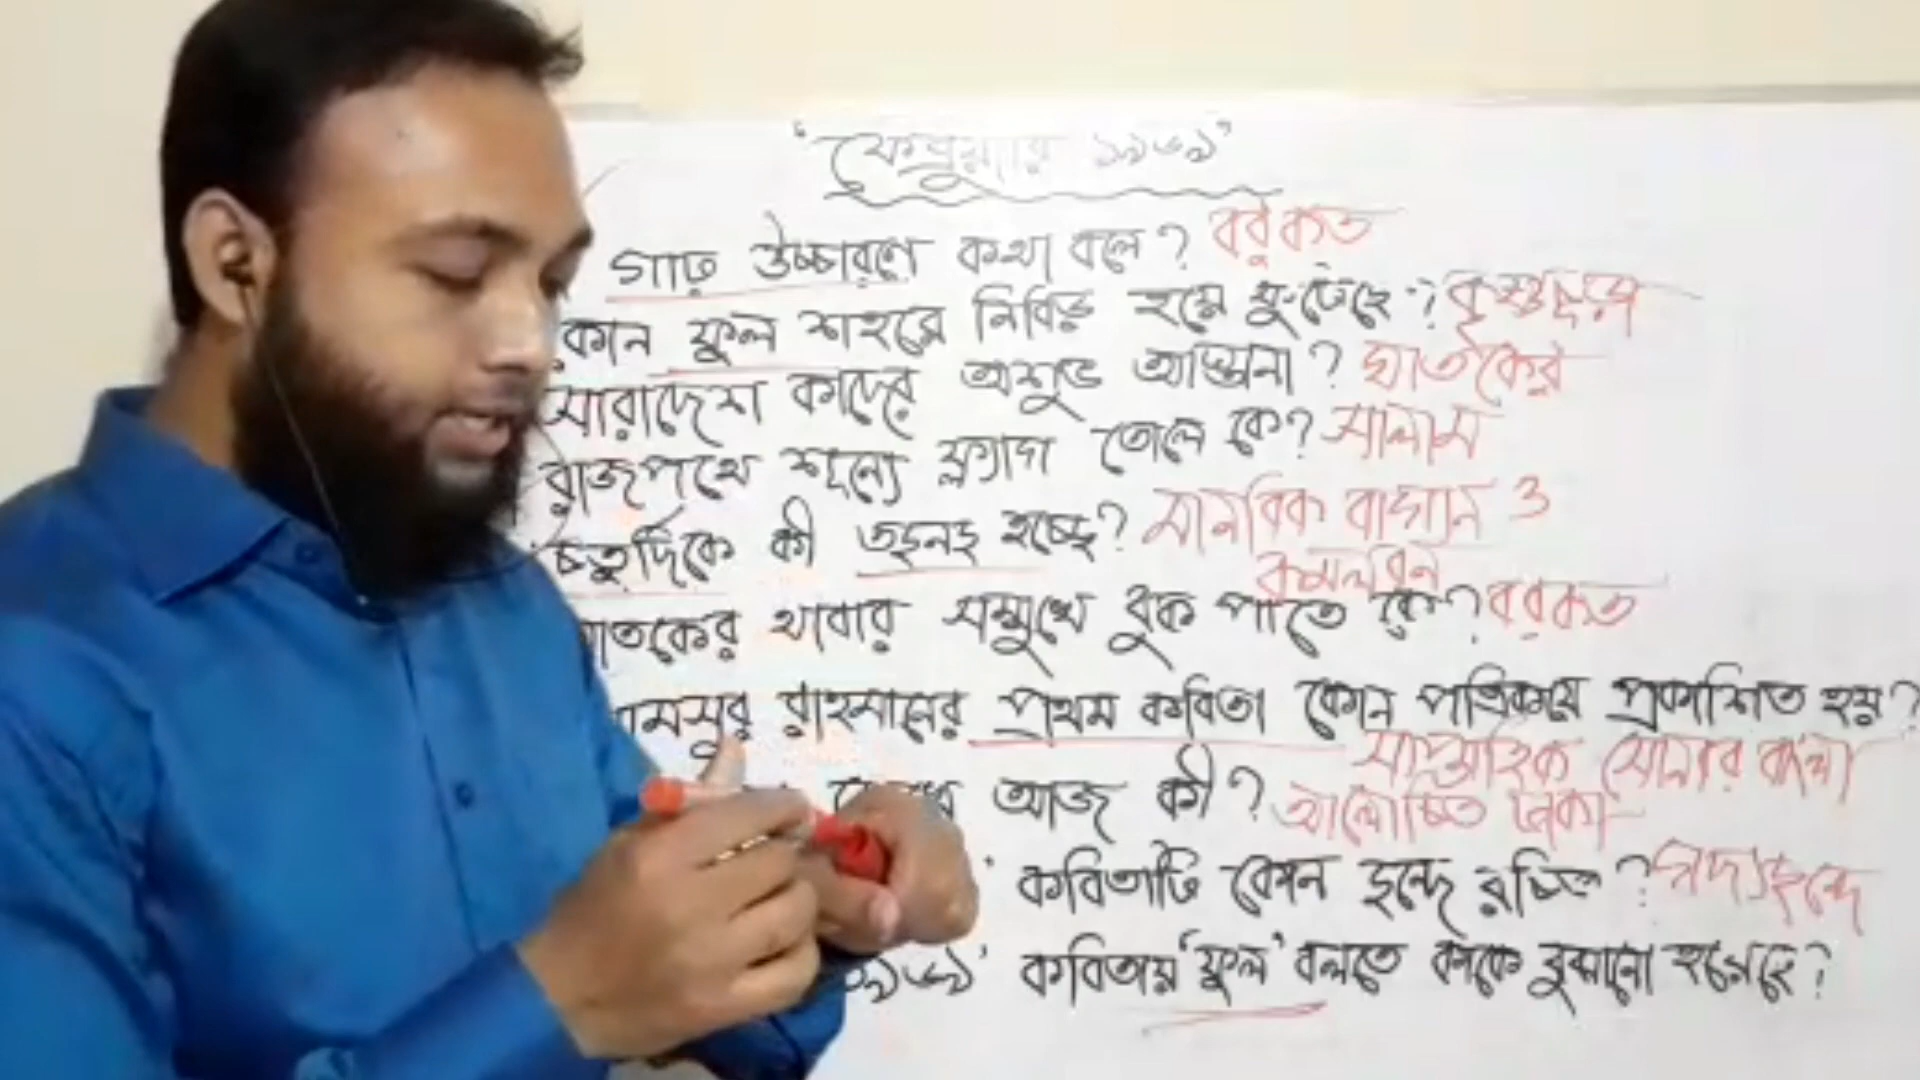 'ফেব্রুয়ারি ১৯৬৯'
গাঢ় উচ্চারণে কথা বলে? বরকত
কোন ফুল শহরে নিবিড় হয়ে ফুটেছে? কৃষ্ণচূড়া
সারাদেশ কাদের অশুভ আস্তানা? ঘাতকের
রাজপথে শূন্যে ফ্ল্যাগ তোলে কে? সালাম
চতুর্দিকে কী তছনছ হচ্ছে? মানবিক বাগান ও
কমলবন
ঘাতকের থাবার সম্মুখে বুক পাতে কে? বরকত
শামসুর রাহমানের প্রথম কবিতা কোন পত্রিকায় প্রকাশিত হয়?
সাপ্তাহিক সোনার বাংলা
আজ কী? আলোচিত ঢাকা
' কবিতাটি কোন ছন্দে রচিত? গদ্যছন্দে
১৯৬৯' কবিতায় 'ফুল' বলতে কাকে বুঝানো হয়েছে?